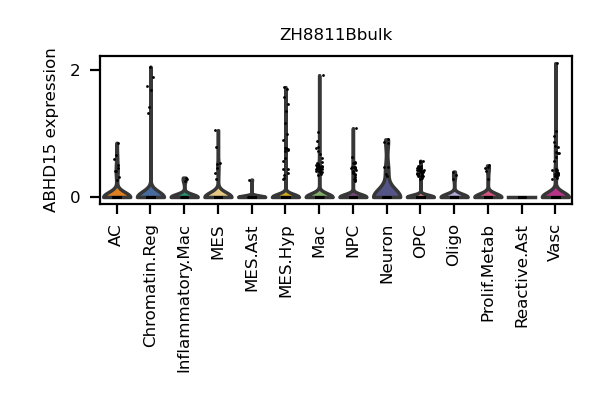 ZH8811Bbulk
ABHD15 expression
2
0
AC
Chromatin.Reg
Inflammatory.Mac
MES
MES.Ast
MES.Hyp
Mac
NPC
Neuron
OPC
Oligo
Prolif.Metab
Reactive.Ast
Vasc